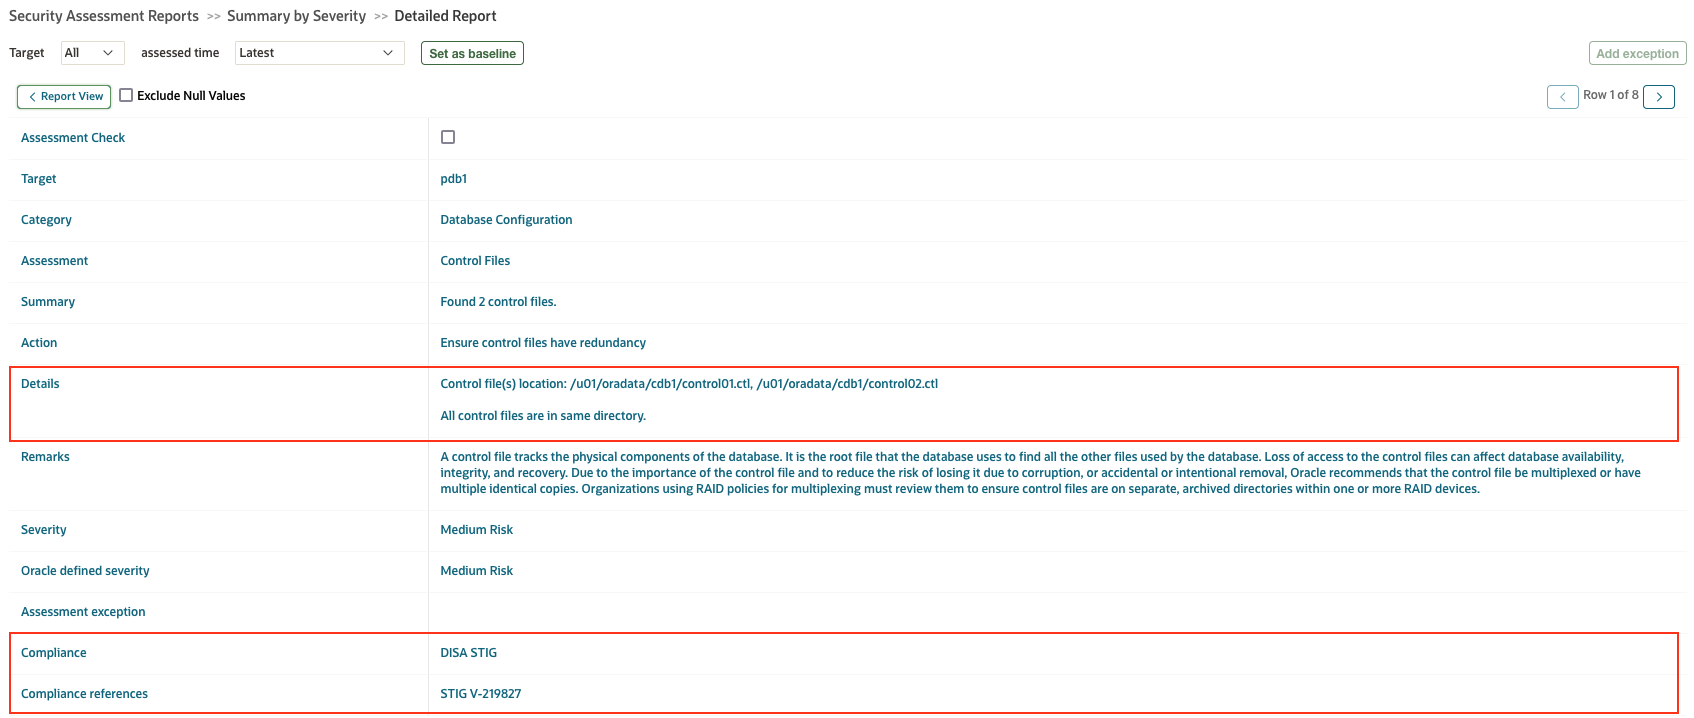 Security Assessment Reports >> Summary by Severity >> Detailed Report
Target All assessed time Latest Set as baseline Add exception
< Report View Exclude Null Values < Row 1 of 8 >
Assessment Check
Target pdb1
Category Database Configuration
Assessment Control Files
Summary Found 2 control files.
Action Ensure control files have redundancy
Details Control file(s) location: /u01/oradata/cdb1/control01.ctl, /u01/oradata/cdb1/control02.ctl
All control files are in same directory.
Remarks A control file tracks the physical components of the database. It is the root file that the database uses to find all the other files used by the database. Loss of access to the control files can affect database availability,
integrity, and recovery. Due to the importance of the control file and to reduce the risk of losing it due to corruption, or accidental or intentional removal, Oracle recommends that the control file be multiplexed or have
multiple identical copies. Organizations using RAID policies for multiplexing must review them to ensure control files are on separate, archived directories within one or more RAID devices.
Severity Medium Risk
Oracle defined severity Medium Risk
Assessment exception
Compliance DISA STIG
Compliance references STIG V-219827